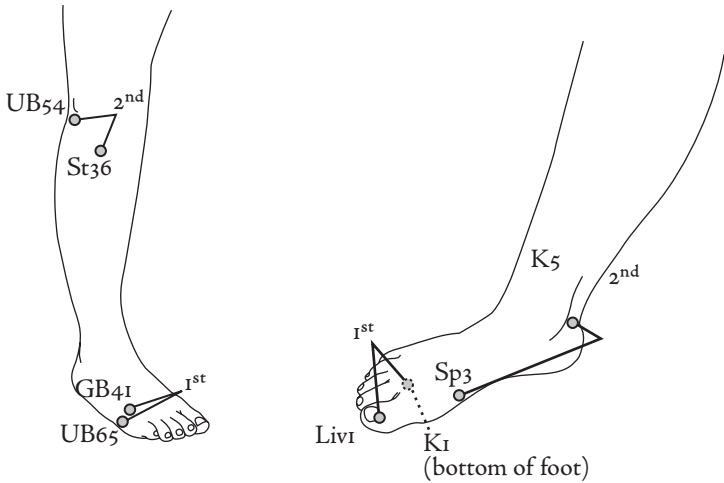 UB54
2nd
St36
GB41
1st
UB65
K5
2nd
1st
Sp3
Liv1
K1
(bottom of foot)